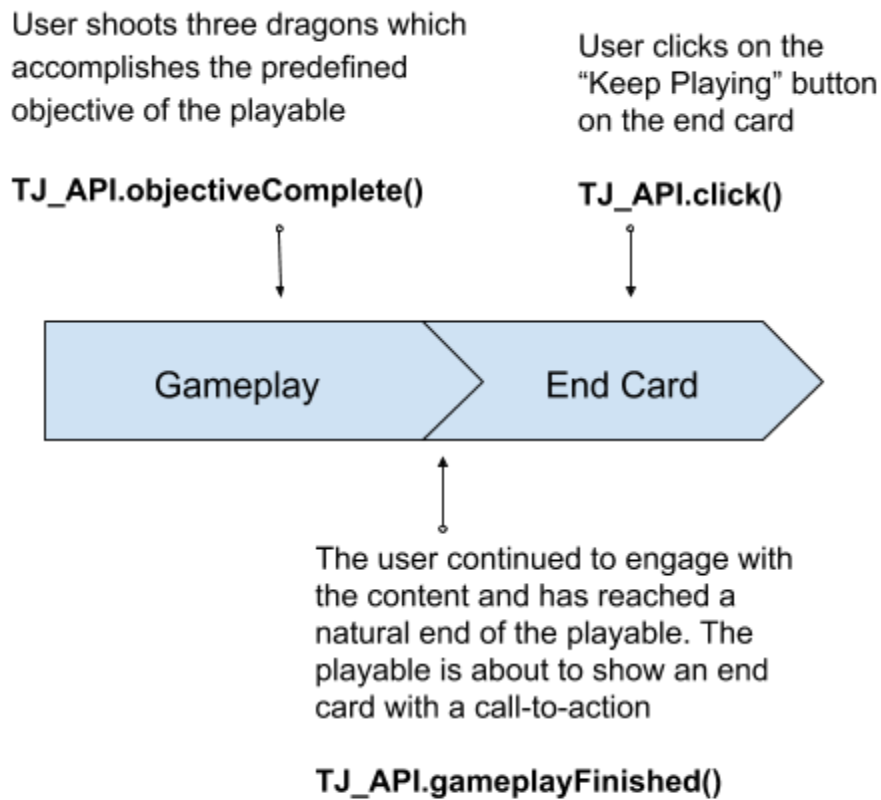 User shoots three dragons which
accomplishes the predefined
objective of the playable
TJ_API.objectiveComplete()
User clicks on the
“Keep Playing” button
on the end card
TJ_API.click()
Gameplay
End Card
The user continued to engage with
the content and has reached a
natural end of the playable. The
playable is about to show an end
card with a call-to-action
TJ_API.gameplayFinished()